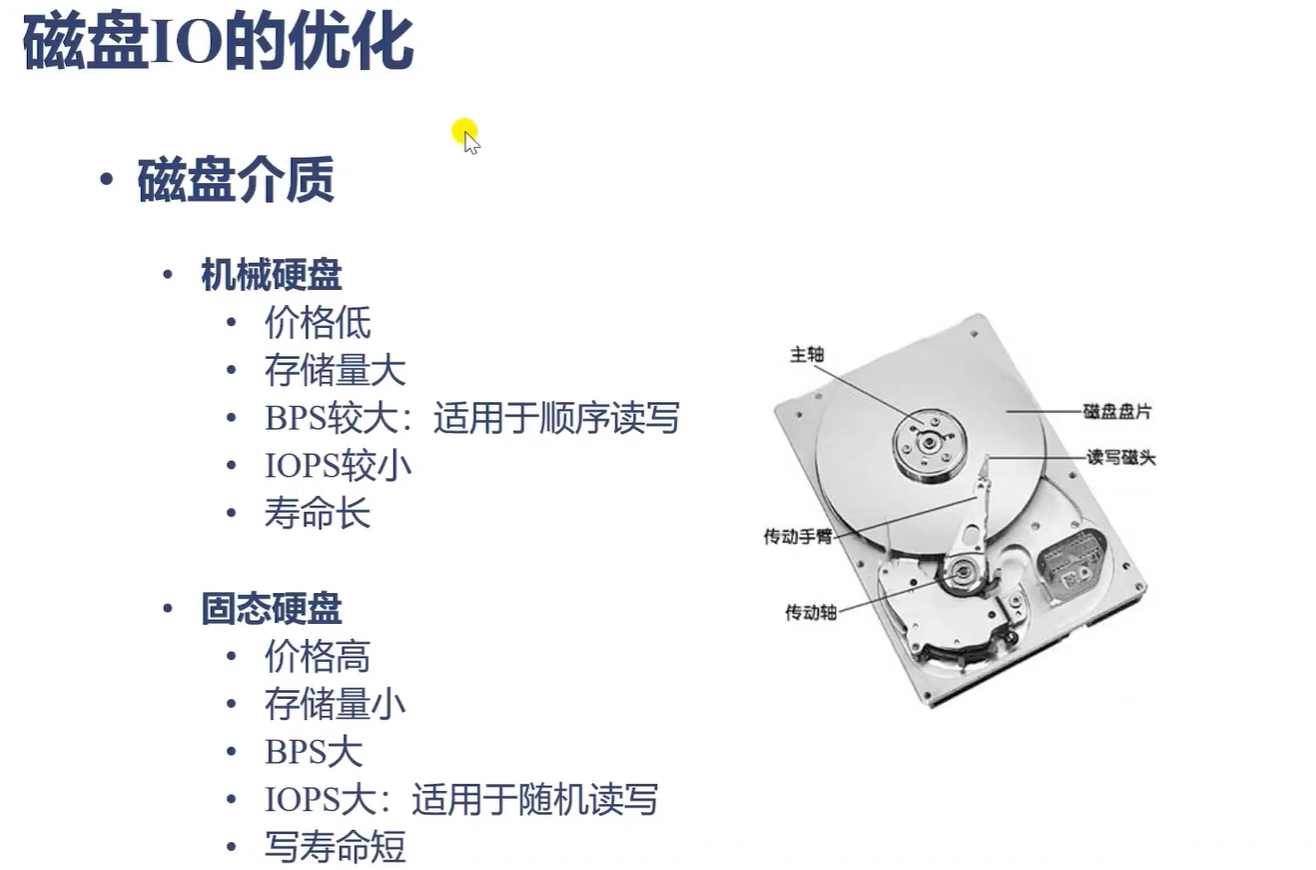 磁盘IO的优化
• 磁盘介质
• 机械硬盘
• 价格低
• 存储量大
• BPS较大：适用于顺序读写
• IOPS较小
• 寿命长
• 固态硬盘
• 价格高
• 存储量小
• BPS大
• IOPS大：适用于随机读写
• 写寿命短
主轴
磁盘盘片
读写磁头
传动手臂
传动轴